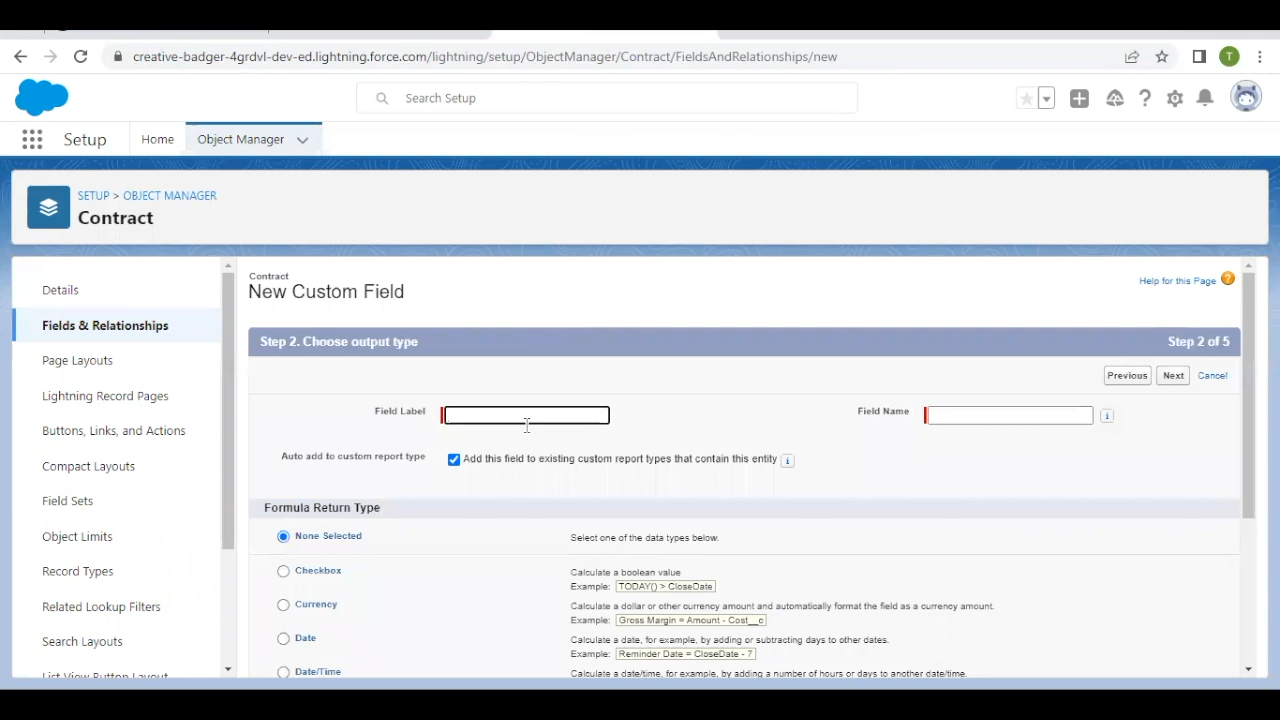 creative-badger-4grdvl-dev-ed.lightning.force.com/lightning/setup/ObjectManager/Contract/FieldsAndRelationships/new
T
Search Setup
Setup
Home
Object Manager
SETUP > OBJECT MANAGER
Contract
Details
Fields & Relationships
Page Layouts
Lightning Record Pages
Buttons, Links, and Actions
Compact Layouts
Field Sets
Object Limits
Record Types
Related Lookup Filters
Search Layouts
List View Button Layout
Contract
New Custom Field
Help for this Page
Step 2. Choose output type
Step 2 of 5
Previous
Next
Cancel
Field Label
Field Name
i
Auto add to custom report type
Add this field to existing custom report types that contain this entity
i
Formula Return Type
None Selected
Select one of the data types below.
Checkbox
Calculate a boolean value
Example: TODAY() > CloseDate
Currency
Calculate a dollar or other currency amount and automatically format the field as a currency amount.
Example: Gross Margin = Amount - Cost__c
Date
Calculate a date, for example, by adding or subtracting days to other dates.
Example: Reminder Date = CloseDate - 7
Date/Time
Calculate a date/time, for example, by adding a number of hours or days to another date/time.